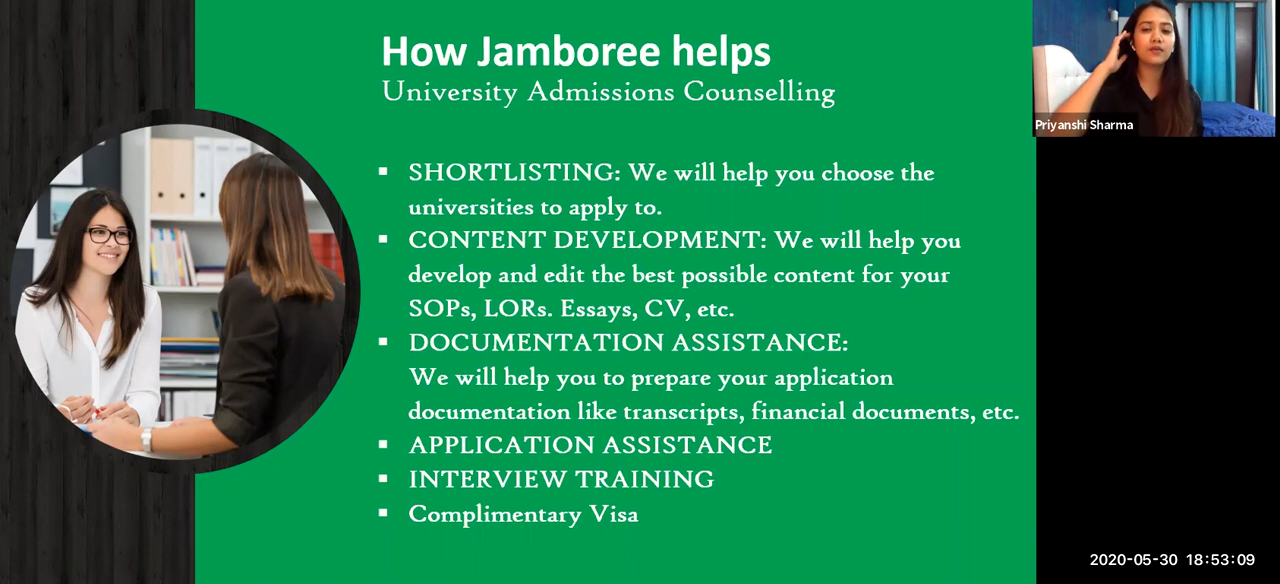 How Jamboree helps
University Admissions Counselling
▪ SHORTLISTING: We will help you choose the
universities to apply to.
▪ CONTENT DEVELOPMENT: We will help you
develop and edit the best possible content for your
SOPs, LORs. Essays, CV, etc.
▪ DOCUMENTATION ASSISTANCE:
We will help you to prepare your application
documentation like transcripts, financial documents, etc.
▪ APPLICATION ASSISTANCE
▪ INTERVIEW TRAINING
▪ Complimentary Visa
Priyanshi Sharma
2020-05-30 18:53:09